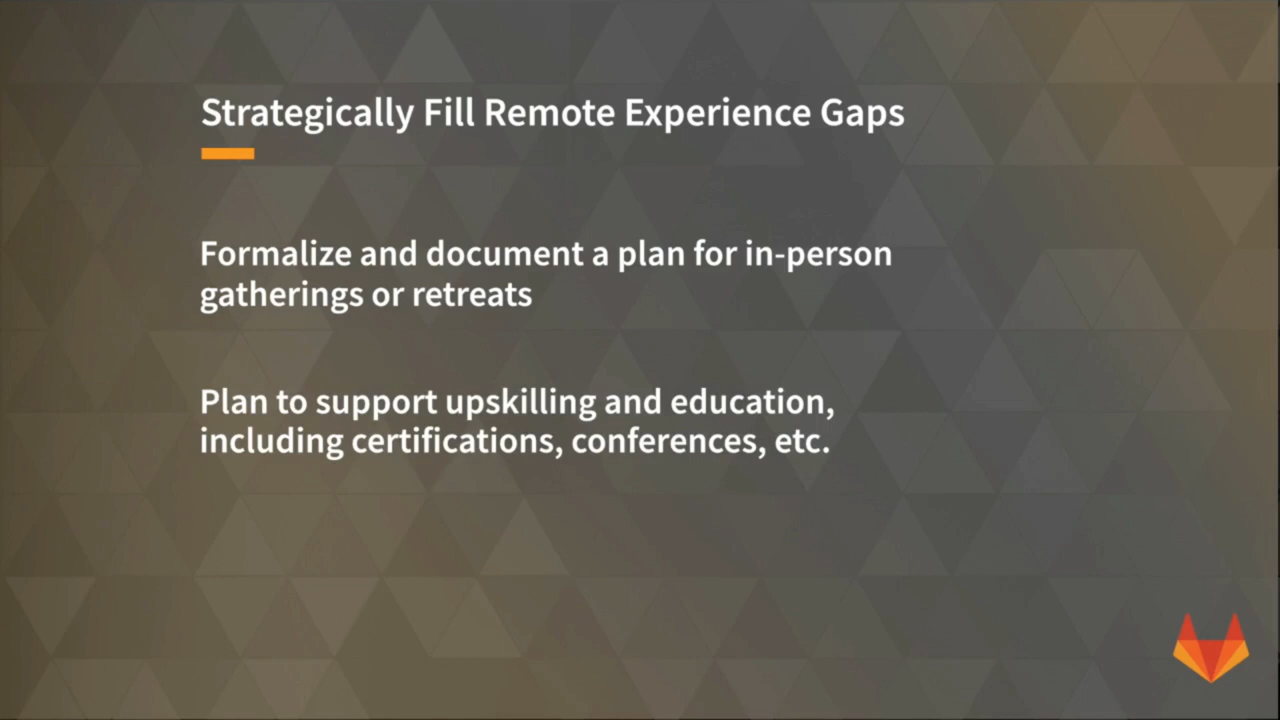 Strategically Fill Remote Experience Gaps
Formalize and document a plan for in-person
gatherings or retreats
Plan to support upskilling and education,
including certifications, conferences, etc.